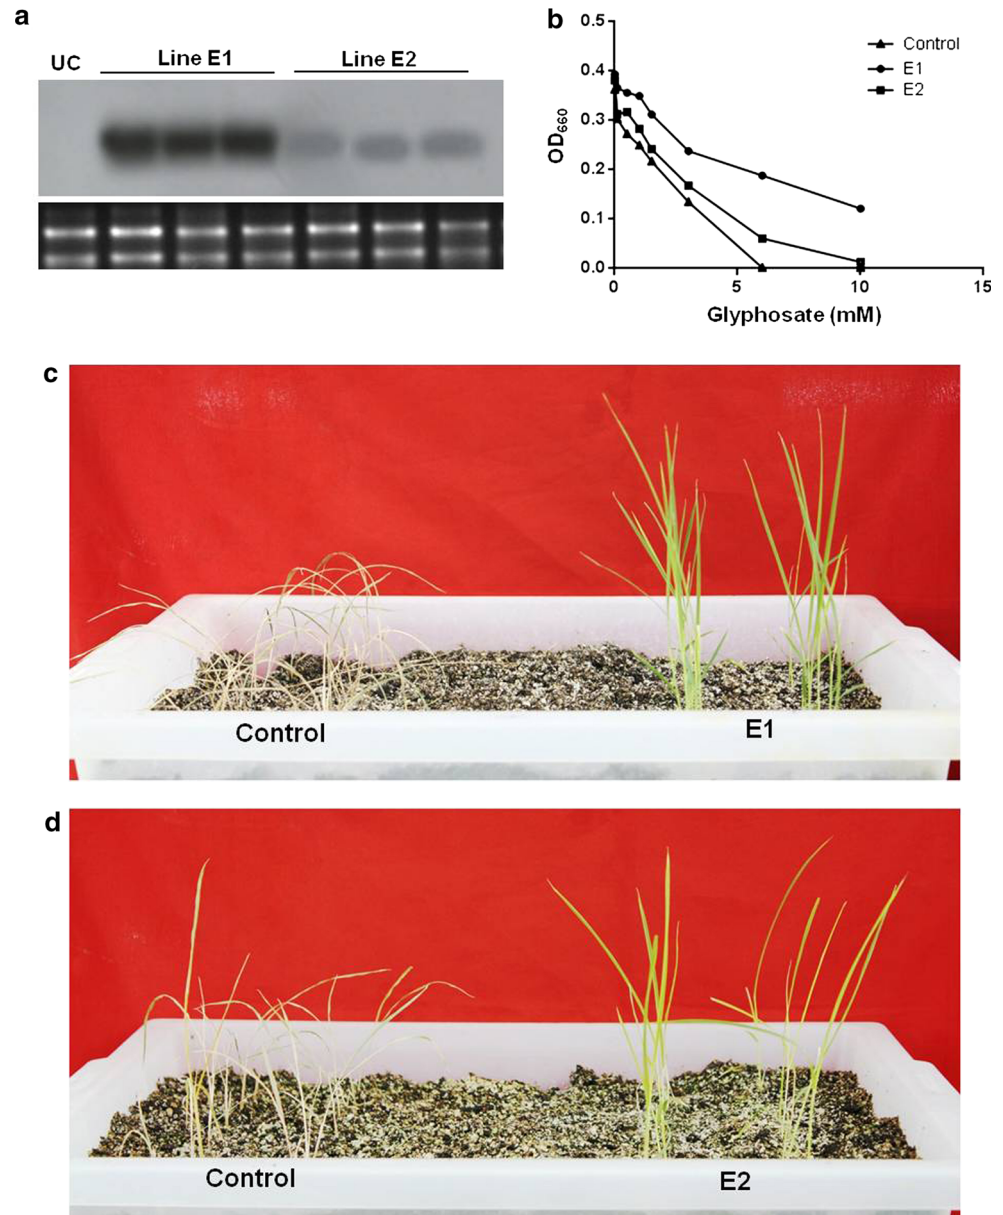 a
UC Line E1 Line E2
b
0.5
0.4
0.3
0.2
0.1
0.0
OD660
0 5 10 15
Glyphosate (mM)
Control
E1
E2
c
Control E1
d
Control E2